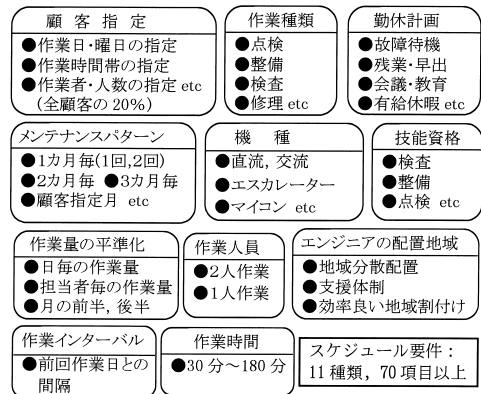 顧 客 指 定
●作業日・曜日の指定
●作業時間帯の指定
●作業者・人数の指定 etc
(全顧客の20%)
作業種類
●点検
●整備
●検査
●修理 etc
勤休計画
●故障待機
●残業・早出
●会議・教育
●有給休暇 etc
メンテナンスパターン
●1カ月毎(1回,2回)
●2カ月毎 ●3カ月毎
●顧客指定月 etc
機 種
●直流, 交流
●エスカレーター
●マイコン etc
技能資格
●検査
●整備
●点検 etc
作業量の平準化
●日毎の作業量
●担当者毎の作業量
●月の前半, 後半
作業人員
●2人作業
●1人作業
エンジニアの配置地域
●地域分散配置
●支援体制
●効率良い地域割付け
作業インターバル
●前回作業日との
間隔
作業時間
●30分～180分
スケジュール要件：
11種類, 70項目以上